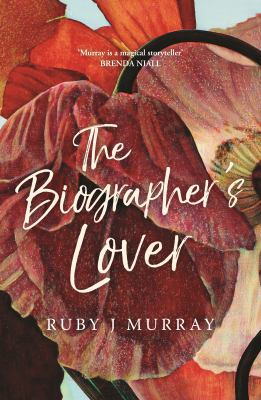 'Murray is a magical storyteller'
BRENDA NIALL
The
Biographer's
Lover
RUBY J MURRAY